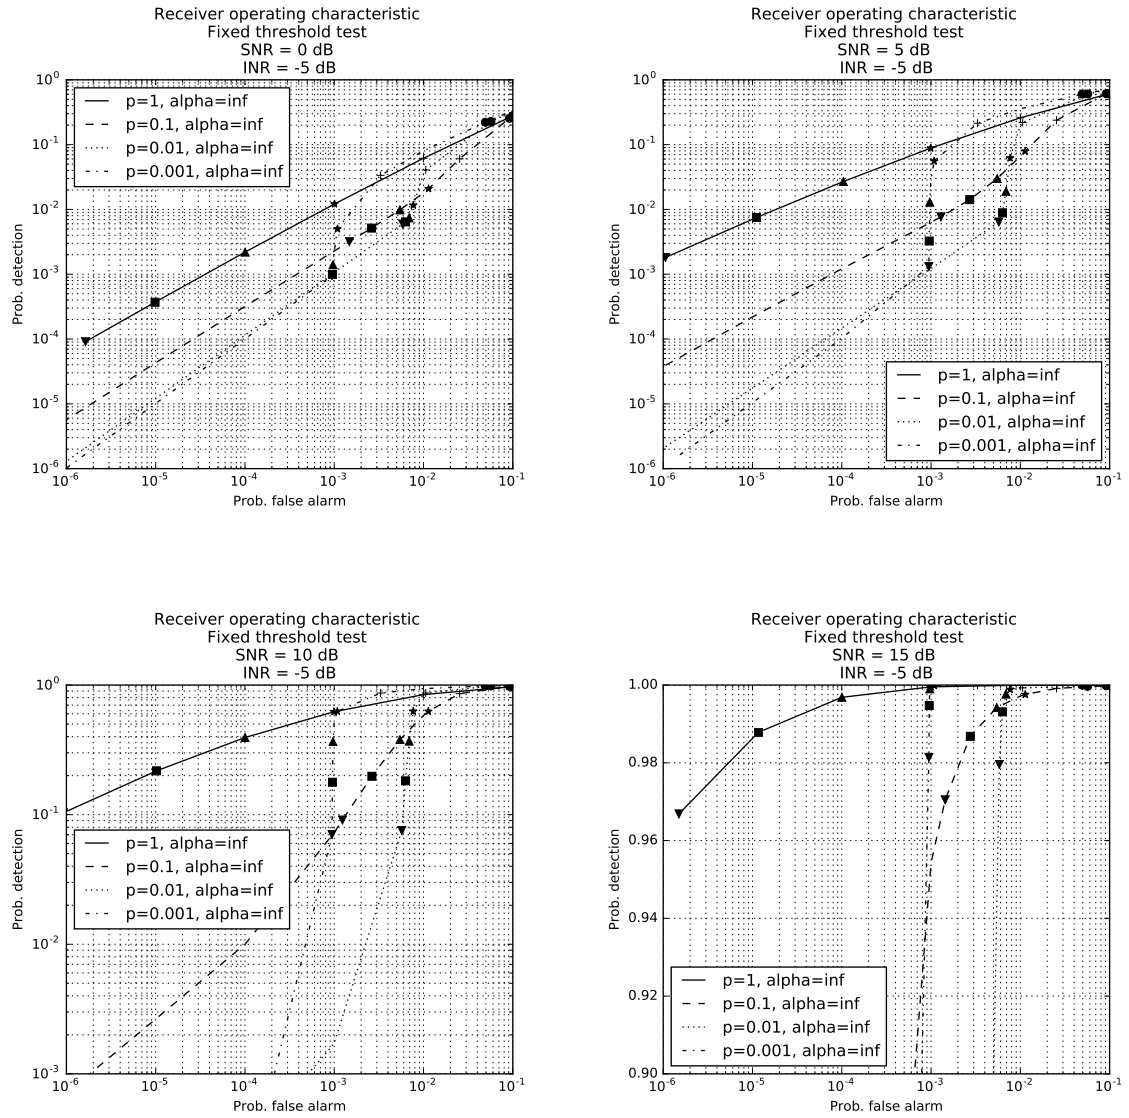 Receiver operating characteristic
Fixed threshold test
SNR = 0 dB
INR = -5 dB
10^0
10^-1
10^-2
10^-3
10^-4
10^-5
10^-6
Prob. detection
p=1, alpha=inf
p=0.1, alpha=inf
p=0.01, alpha=inf
p=0.001, alpha=inf
10^-6 10^-5 10^-4 10^-3 10^-2 10^-1
Prob. false alarm
Receiver operating characteristic
Fixed threshold test
SNR = 5 dB
INR = -5 dB
10^0
10^-1
10^-2
10^-3
10^-4
10^-5
10^-6
Prob. detection
p=1, alpha=inf
p=0.1, alpha=inf
p=0.01, alpha=inf
p=0.001, alpha=inf
10^-6 10^-5 10^-4 10^-3 10^-2 10^-1
Prob. false alarm
Receiver operating characteristic
Fixed threshold test
SNR = 10 dB
INR = -5 dB
10^0
10^-1
10^-2
10^-3
Prob. detection
p=1, alpha=inf
p=0.1, alpha=inf
p=0.01, alpha=inf
p=0.001, alpha=inf
10^-6 10^-5 10^-4 10^-3 10^-2 10^-1
Prob. false alarm
Receiver operating characteristic
Fixed threshold test
SNR = 15 dB
INR = -5 dB
1.00
0.98
0.96
0.94
0.92
0.90
Prob. detection
p=1, alpha=inf
p=0.1, alpha=inf
p=0.01, alpha=inf
p=0.001, alpha=inf
10^-6 10^-5 10^-4 10^-3 10^-2 10^-1
Prob. false alarm